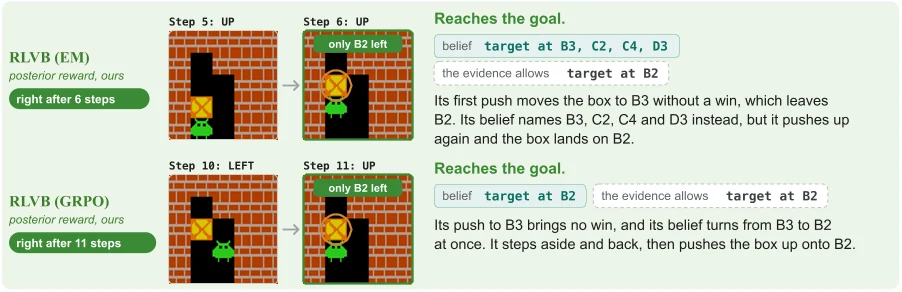 Step 5: UP
Step 6: UP
Reaches the goal.
RLVB (EM)
posterior reward, ours
right after 6 steps
only B2 left
belief target at B3, C2, C4, D3
the evidence allows target at B2
Its first push moves the box to B3 without a win, which leaves
B2. Its belief names B3, C2, C4 and D3 instead, but it pushes up
again and the box lands on B2.
Step 10: LEFT
Step 11: UP
Reaches the goal.
RLVB (GRPO)
posterior reward, ours
right after 11 steps
only B2 left
belief target at B2
the evidence allows target at B2
Its push to B3 brings no win, and its belief turns from B3 to B2
at once. It steps aside and back, then pushes the box up onto B2.